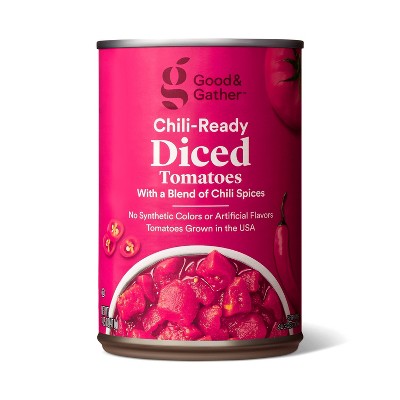 Good&
Gather™
Chili-Ready
Diced
Tomatoes
With a Blend of Chili Spices
No Synthetic Colors or Artificial Flavors
Tomatoes Grown in the USA